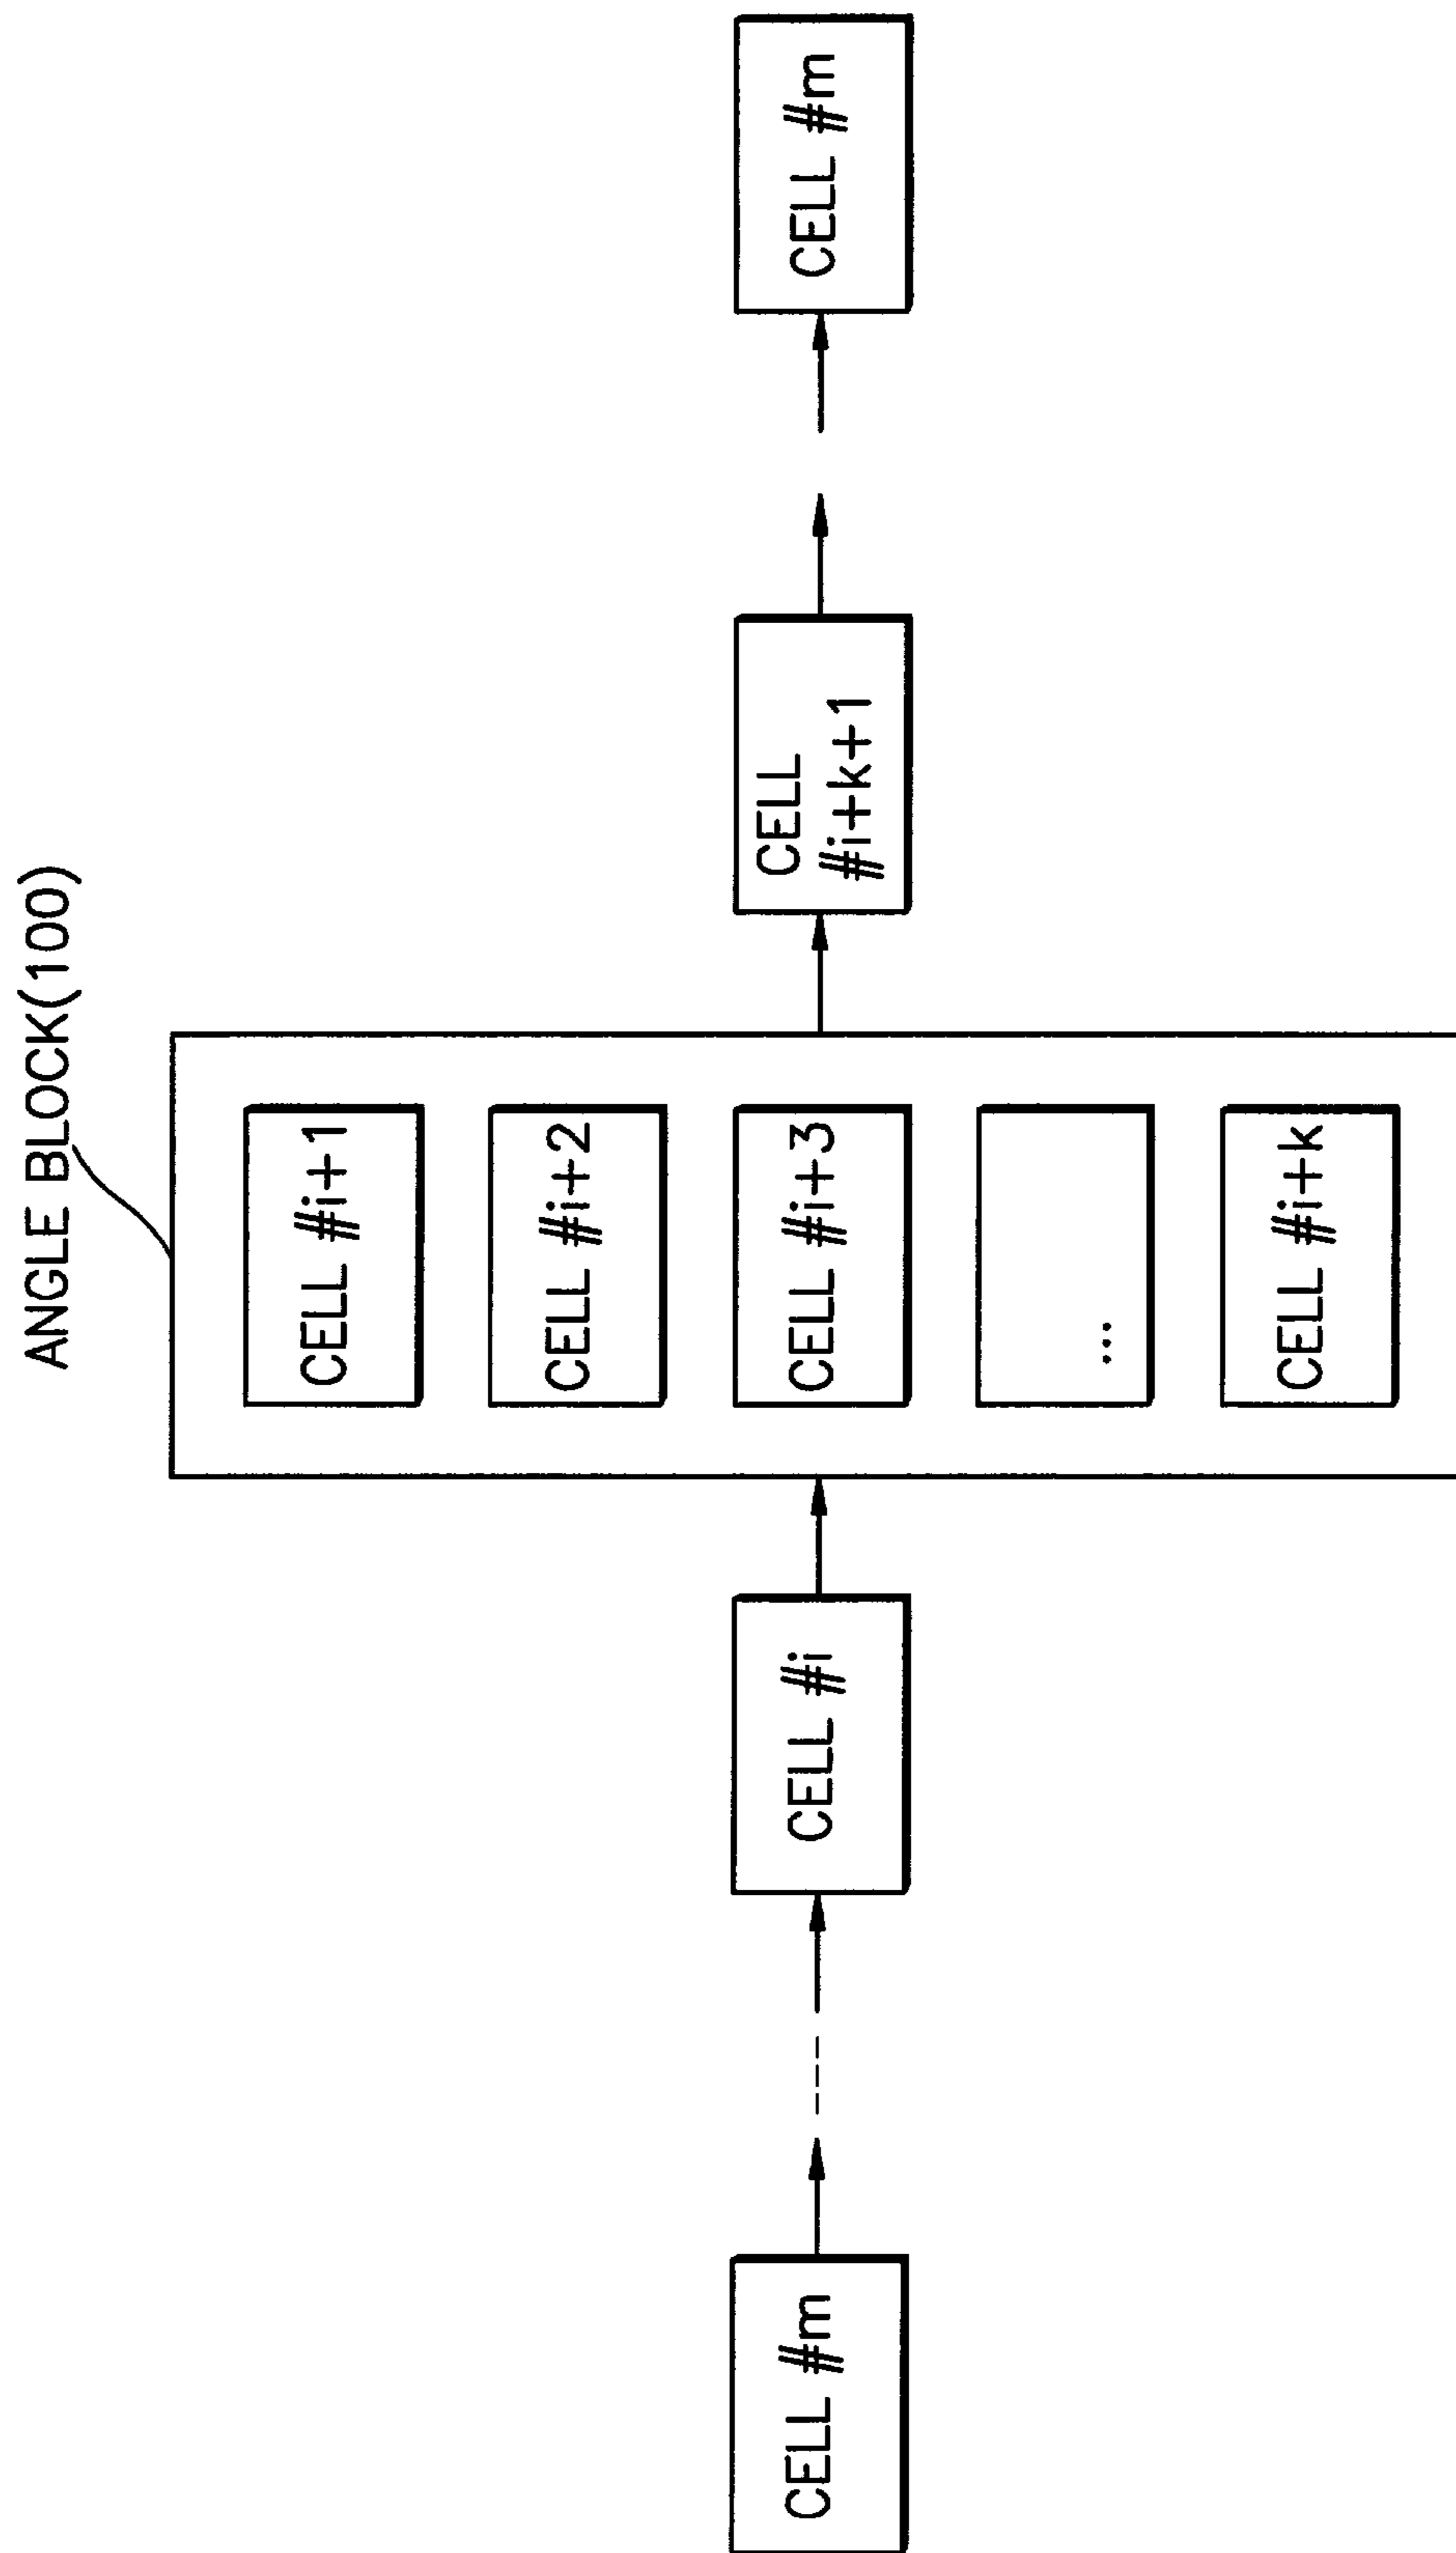 ANGLE BLOCK(100)
CELL #m
CELL #i
CELL #i+1
CELL #i+2
CELL #i+3
...
CELL #i+k
CELL
#i+k+1
CELL #m